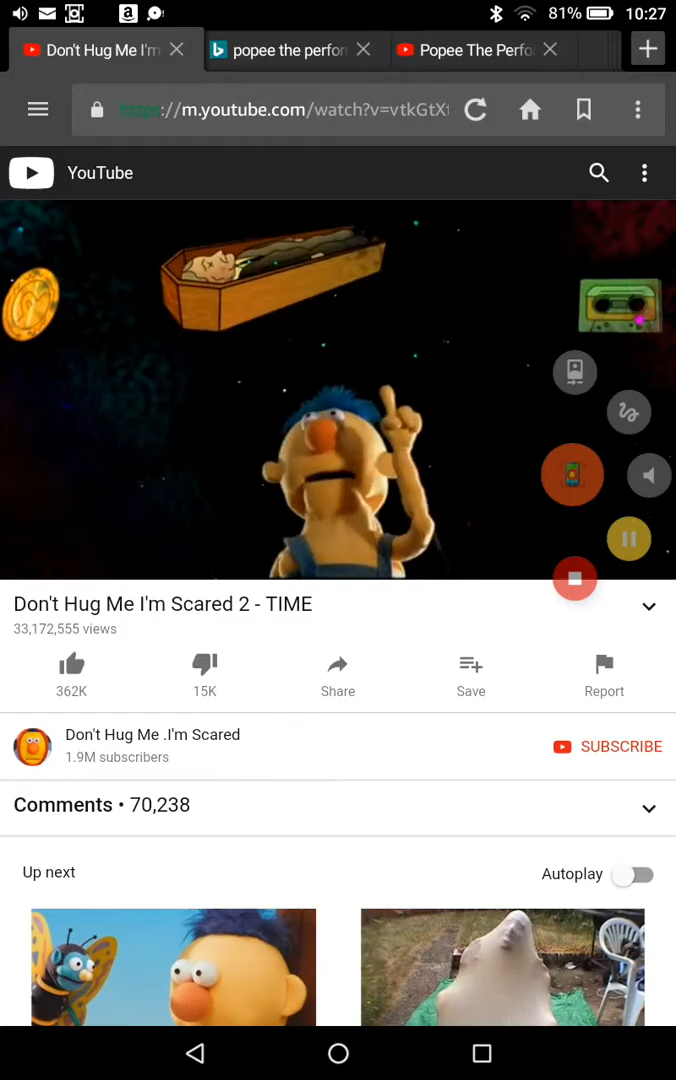 81% 10:27
Don't Hug Me I'm
popee the perfor
Popee The Perfo
https://m.youtube.com/watch?v=vtkGtX
YouTube
Don't Hug Me I'm Scared 2 - TIME
33,172,555 views
362K 15K Share Save Report
Don't Hug Me .I'm Scared
1.9M subscribers
SUBSCRIBE
Comments • 70,238
Up next Autoplay